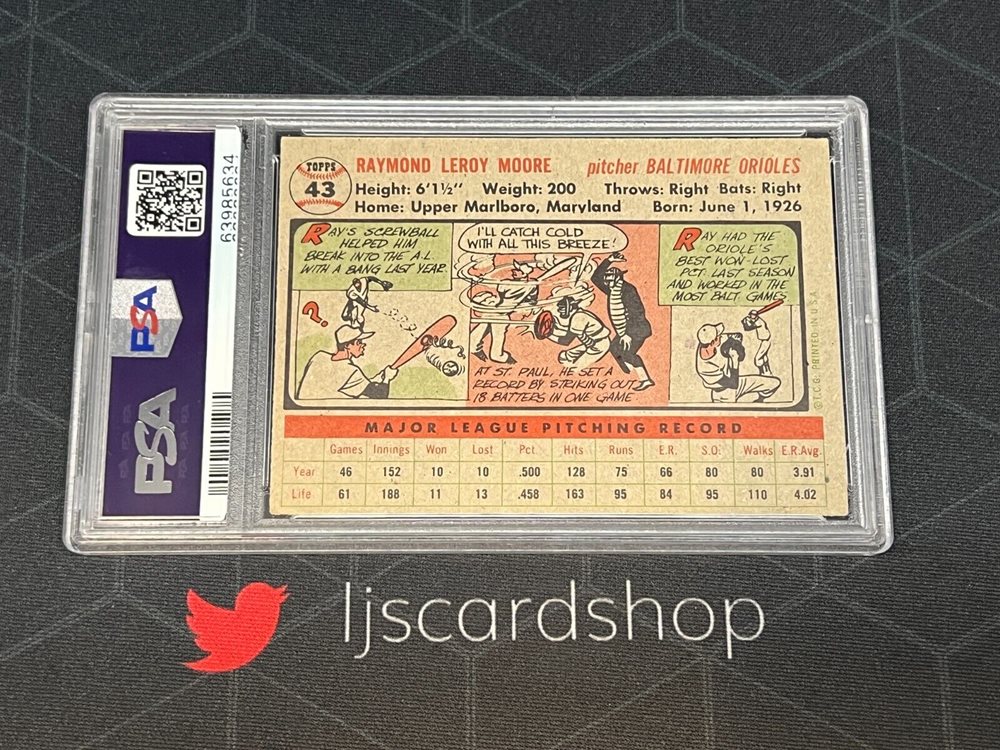 TOPPS
43
RAYMOND LEROY MOORE pitcher BALTIMORE ORIOLES
Height: 6'1½" Weight: 200 Throws: Right Bats: Right
Home: Upper Marlboro, Maryland Born: June 1, 1926
RAY'S SCREWBALL
HELPED HIM
BREAK INTO THE A.L.
WITH A BANG LAST YEAR.
?
I'LL CATCH COLD
WITH ALL THIS BREEZE!
AT ST. PAUL, HE SET A
RECORD BY STRIKING OUT
18 BATTERS IN ONE GAME.
RAY HAD THE
ORIOLE'S
BEST WON-LOST
PCT. LAST SEASON
AND WORKED IN THE
MOST BALT. GAMES
©T.C.G. PRINTED IN U.S.A.
MAJOR LEAGUE PITCHING RECORD
Games Innings Won Lost Pct. Hits Runs E.R. S.O. Walks E.R.Avg.
Year 46 152 10 10 .500 128 75 66 80 80 3.91
Life 61 188 11 13 .458 163 95 84 95 110 4.02
63985634
PSA
PSA
ljscardshop